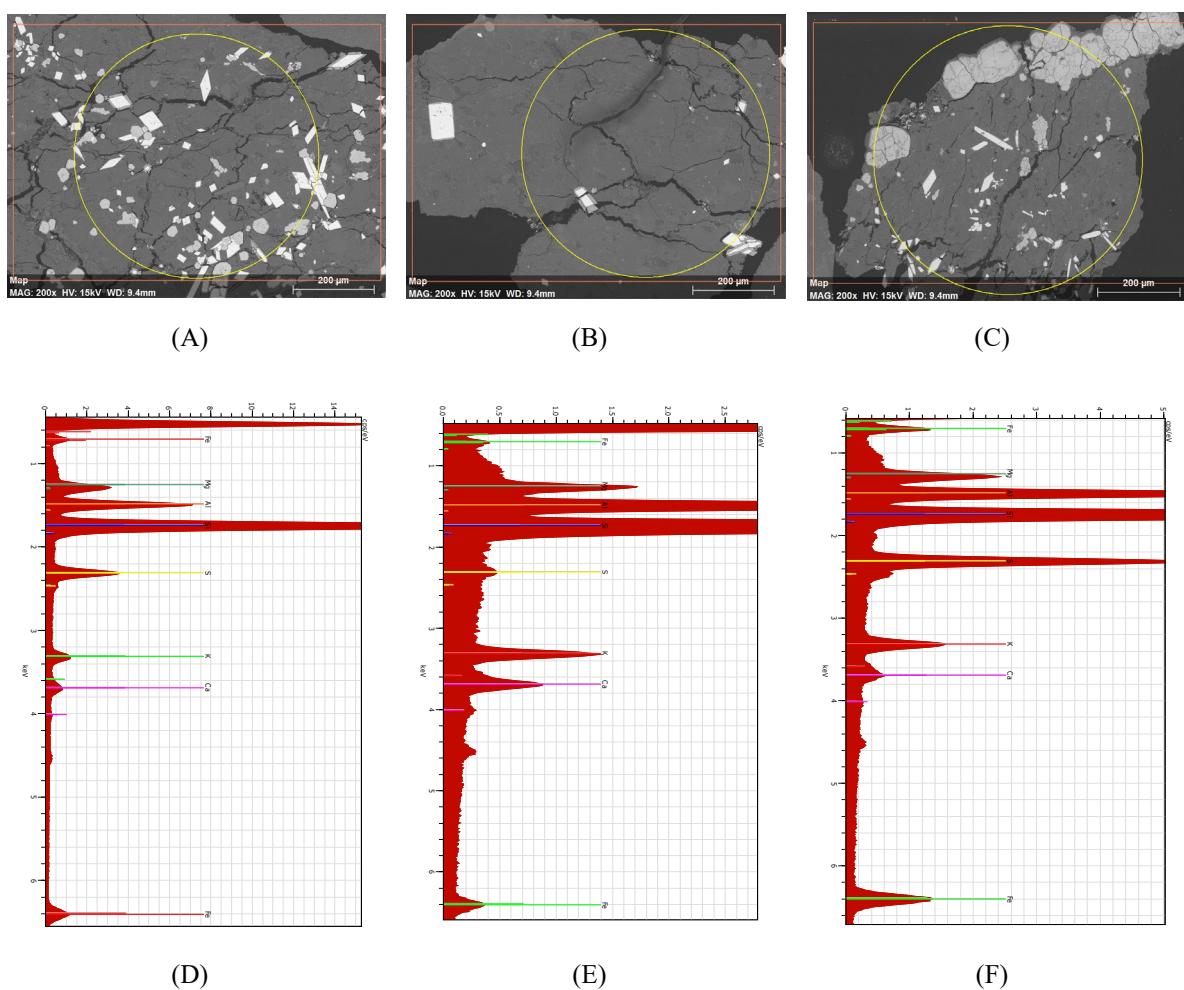 Map
MAG: 200x HV: 15kV WD: 9.4mm
200 µm
Map
MAG: 200x HV: 15kV WD: 9.4mm
200 µm
Map
MAG: 200x HV: 15kV WD: 9.4mm
200 µm
(A)
(B)
(C)
0 2 4 6 8 10 12 14
cps/eV
Fe
Mg
Al
S
K
Ca
Fe
1 2 3 4 5 6
keV
0.0 0.5 1.0 1.5 2.0 2.5
cps/eV
Fe
S
K
Ca
Fe
1 2 3 4 5 6
keV
0 1 2 3 4 5
cps/eV
Fe
Mg
Si
K
Ca
Fe
1 2 3 4 5 6
keV
(D)
(E)
(F)